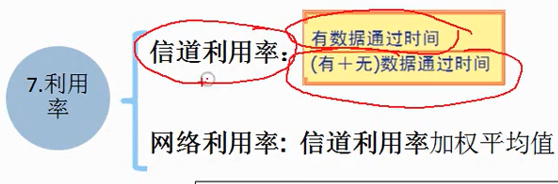 7.利用
率
信道利用率：
有数据通过时间
(有＋无)数据通过时间
网络利用率: 信道利用率加权平均值